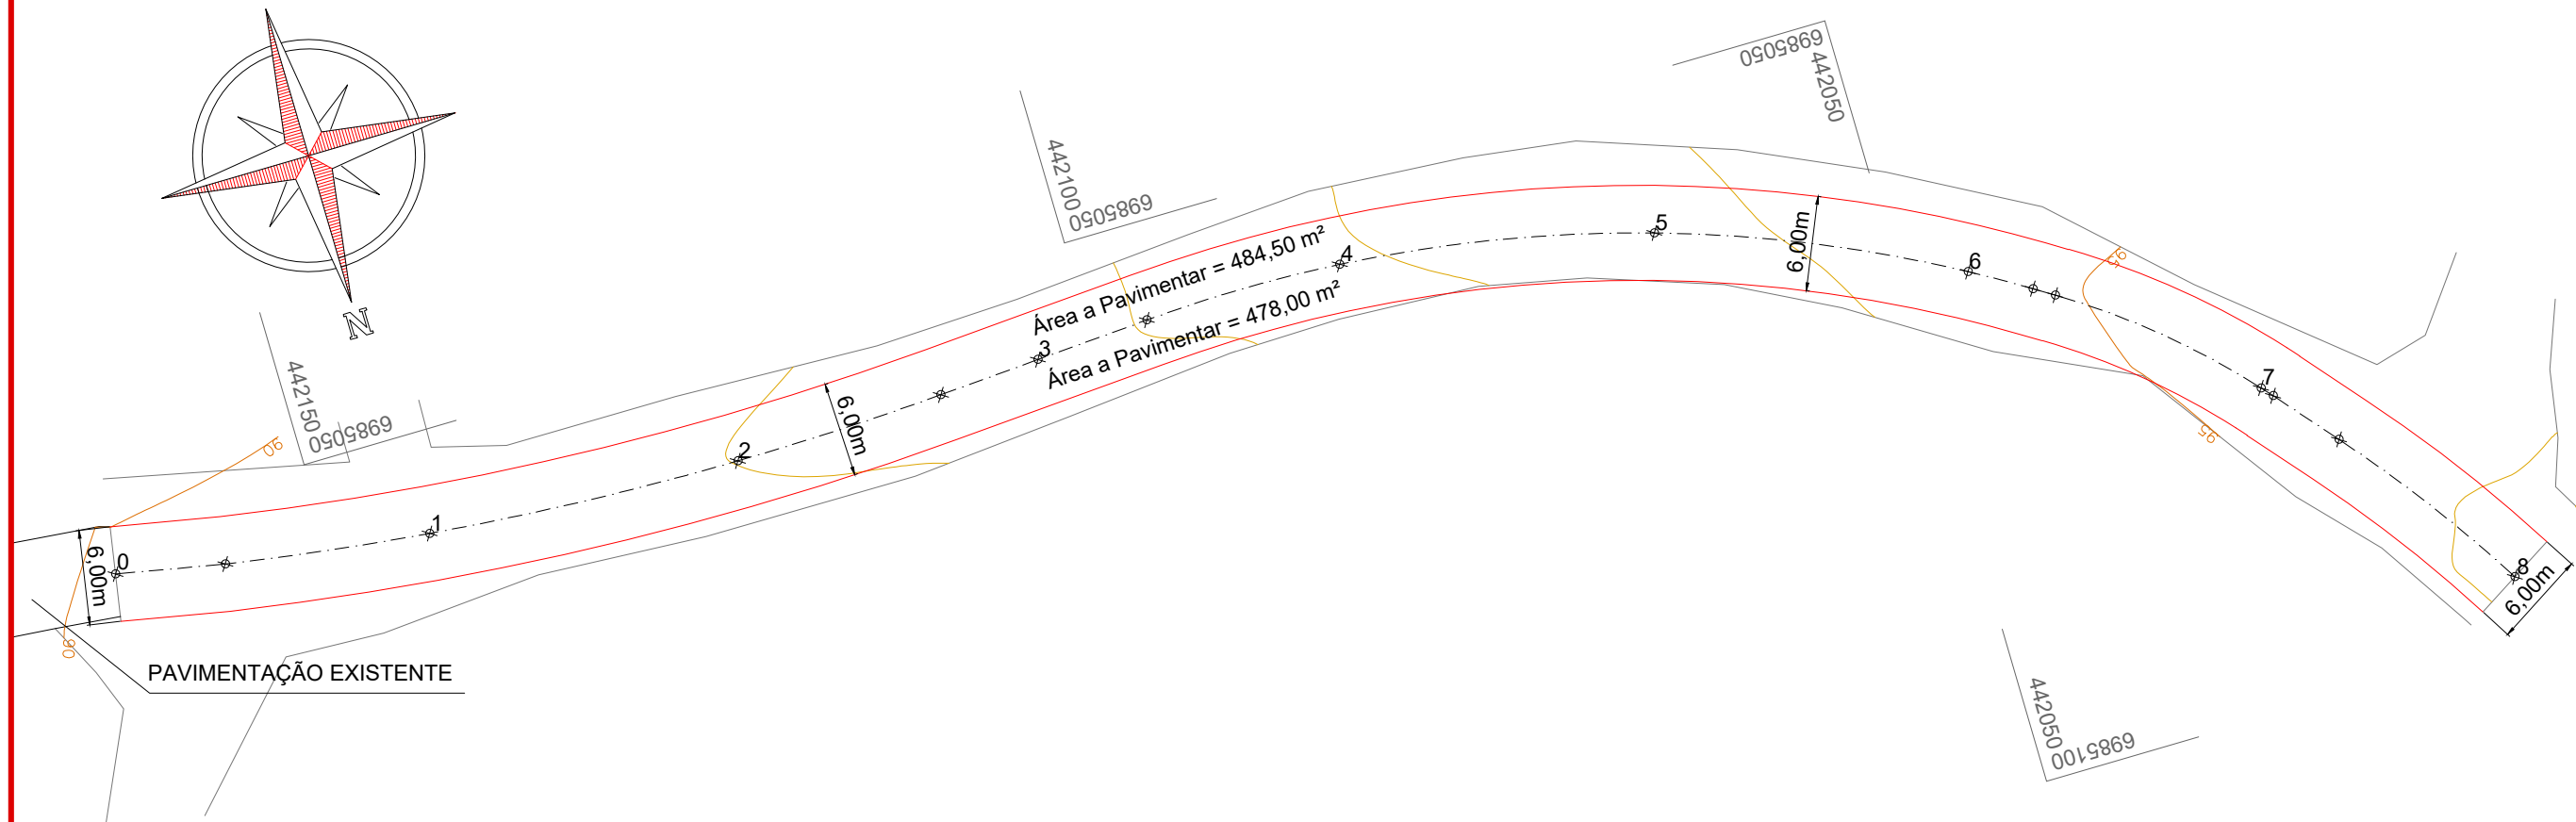 6985050
442050
442100
6985050
N
442150
6985050
90
6,00m
0
1
2
6,00m
3
Área a Pavimentar = 484,50 m²
Área a Pavimentar = 478,00 m²
4
5
6,00m
6
95
7
95
8
6,00m
90
PAVIMENTAÇÃO EXISTENTE
442050
6985100